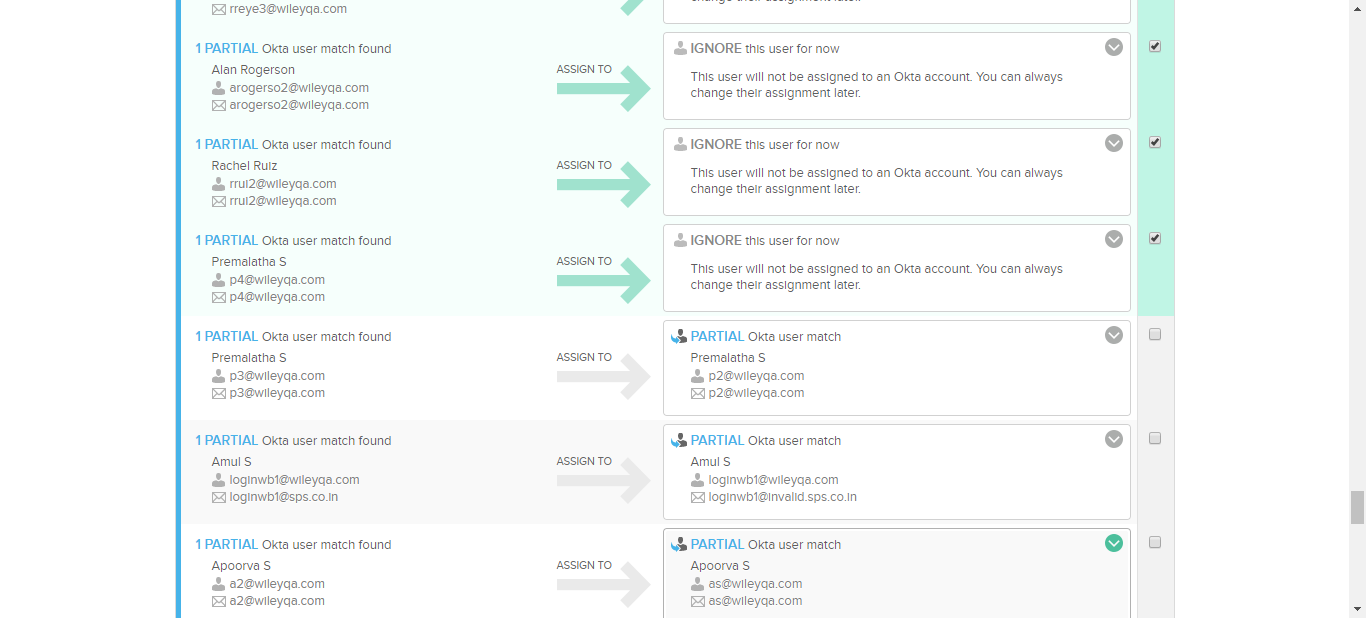 rreye3@wileyqa.com
1 PARTIAL Okta user match found
Alan Rogerson
arogerso2@wileyqa.com
arogerso2@wileyqa.com
ASSIGN TO
IGNORE this user for now
This user will not be assigned to an Okta account. You can always
change their assignment later.
1 PARTIAL Okta user match found
Rachel Ruiz
rrui2@wileyqa.com
rrui2@wileyqa.com
ASSIGN TO
IGNORE this user for now
This user will not be assigned to an Okta account. You can always
change their assignment later.
1 PARTIAL Okta user match found
Premalatha S
p4@wileyqa.com
p4@wileyqa.com
ASSIGN TO
IGNORE this user for now
This user will not be assigned to an Okta account. You can always
change their assignment later.
1 PARTIAL Okta user match found
Premalatha S
p3@wileyqa.com
p3@wileyqa.com
ASSIGN TO
PARTIAL Okta user match
Premalatha S
p2@wileyqa.com
p2@wileyqa.com
1 PARTIAL Okta user match found
Amul S
loginwb1@wileyqa.com
loginwb1@sps.co.in
ASSIGN TO
PARTIAL Okta user match
Amul S
loginwb1@wileyqa.com
loginwb1@invalid.sps.co.in
1 PARTIAL Okta user match found
Apoorva S
a2@wileyqa.com
a2@wileyqa.com
ASSIGN TO
PARTIAL Okta user match
Apoorva S
as@wileyqa.com
as@wileyqa.com